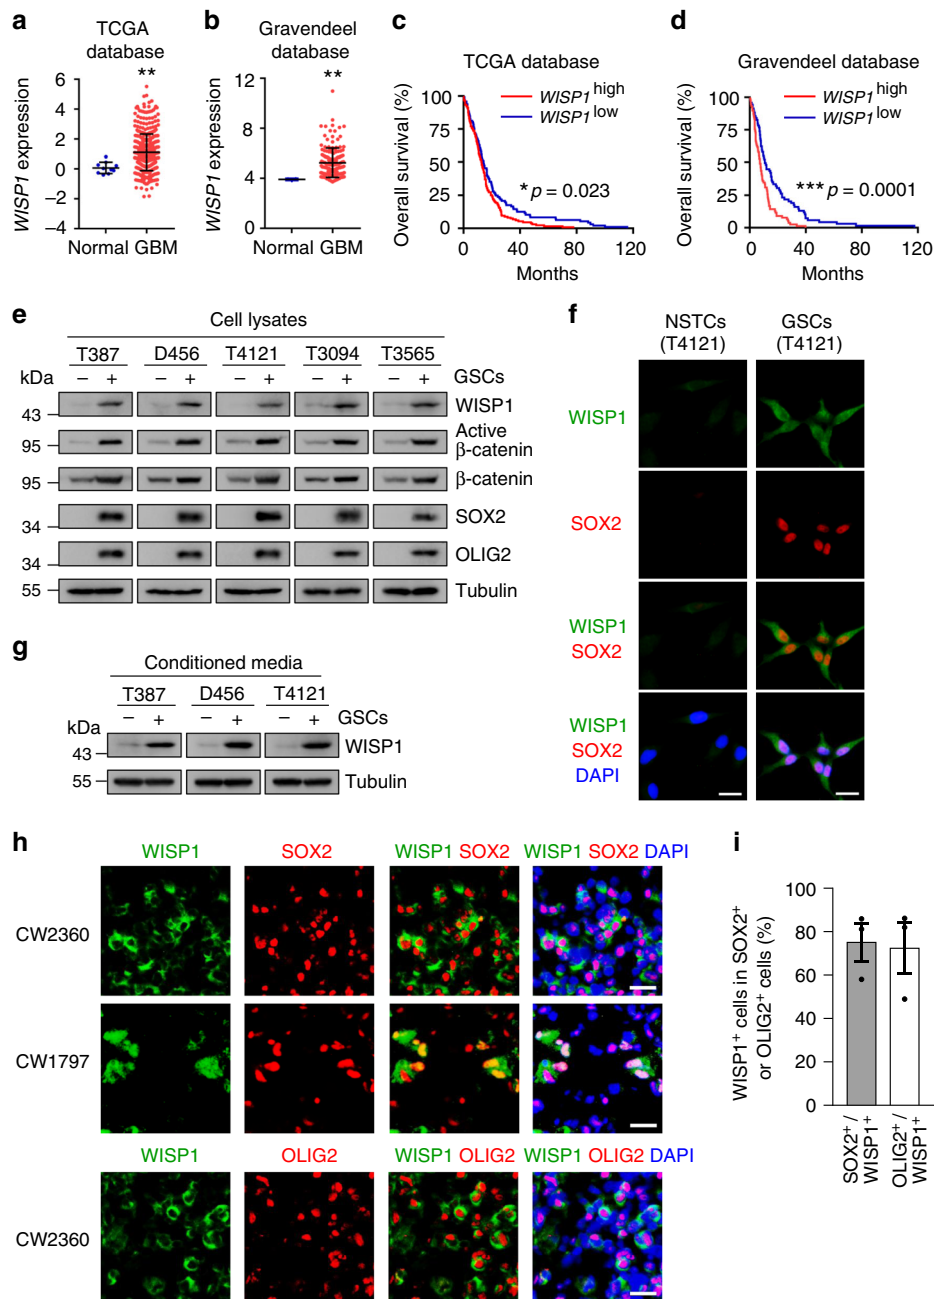 a
TCGA
database
**
6
4
2
0
–2
–4
WISP1 expression
Normal GBM
b
Gravendeel
database
**
12
8
4
0
WISP1 expression
Normal GBM
c
TCGA database
WISP1 high
WISP1 low
* p = 0.023
100
75
50
25
0
Overall survival (%)
0 40 80 120
Months
d
Gravendeel database
WISP1 high
WISP1 low
*** p = 0.0001
100
75
50
25
0
Overall survival (%)
0 40 80 120
Months
e
Cell lysates
T387 D456 T4121 T3094 T3565
kDa – + – + – + – + – + GSCs
43 WISP1
95 Active β-catenin
95 β-catenin
34 SOX2
34 OLIG2
55 Tubulin
f
NSTCs (T4121)
GSCs (T4121)
WISP1
SOX2
WISP1
SOX2
WISP1
SOX2
DAPI
g
Conditioned media
T387 D456 T4121
kDa – + – + – + GSCs
43 WISP1
55 Tubulin
h
WISP1 SOX2 WISP1 SOX2 WISP1 SOX2 DAPI
CW2360
CW1797
WISP1 OLIG2 WISP1 OLIG2 WISP1 OLIG2 DAPI
CW2360
i
100
80
60
40
20
0
WISP1⁺ cells in SOX2⁺
or OLIG2⁺ cells (%)
SOX2⁺/
WISP1⁺
OLIG2⁺/
WISP1⁺